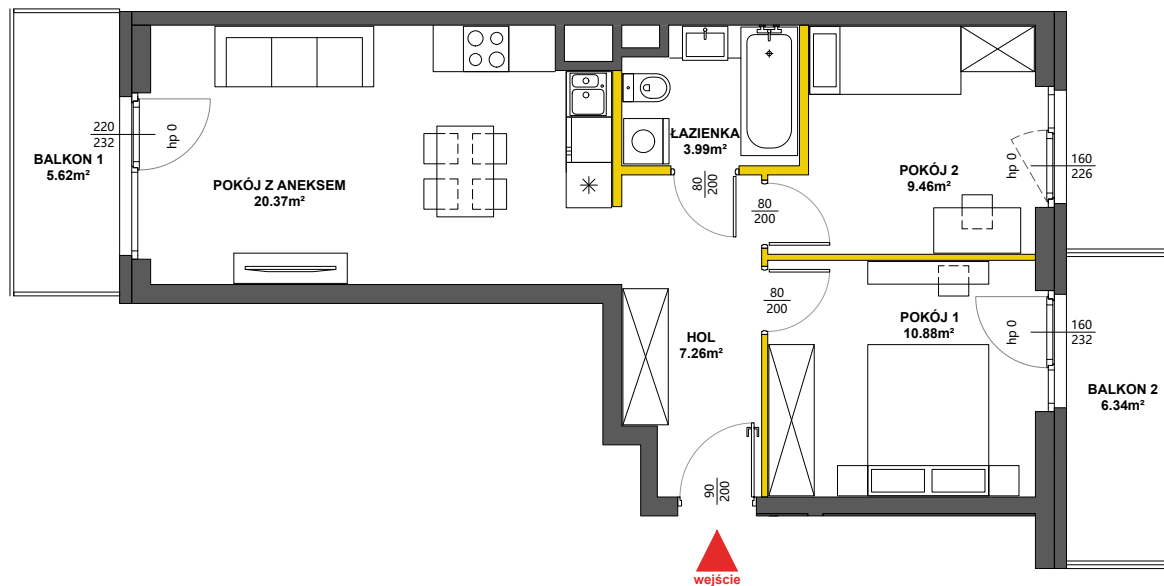 220
232
hp 0
BALKON 1
5.62m²
POKÓJ Z ANEKSEM
20.37m²
ŁAZIENKA
3.99m²
80
200
80
200
POKÓJ 2
9.46m²
hp 0
160
226
80
200
HOL
7.26m²
POKÓJ 1
10.88m²
hp 0
160
232
BALKON 2
6.34m²
90
200
wejście